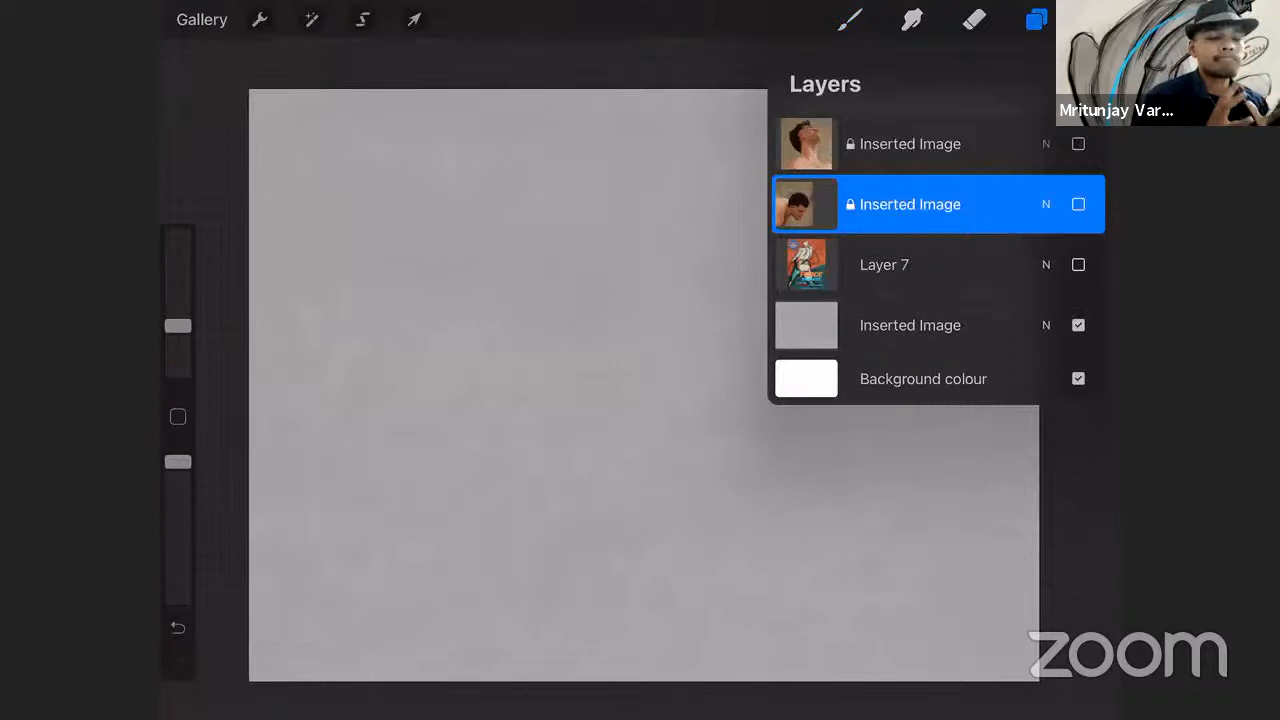 Gallery
Layers
Mritunjay Var...
Inserted Image N
Inserted Image N
Layer 7 N
Inserted Image N
Background colour
zoom